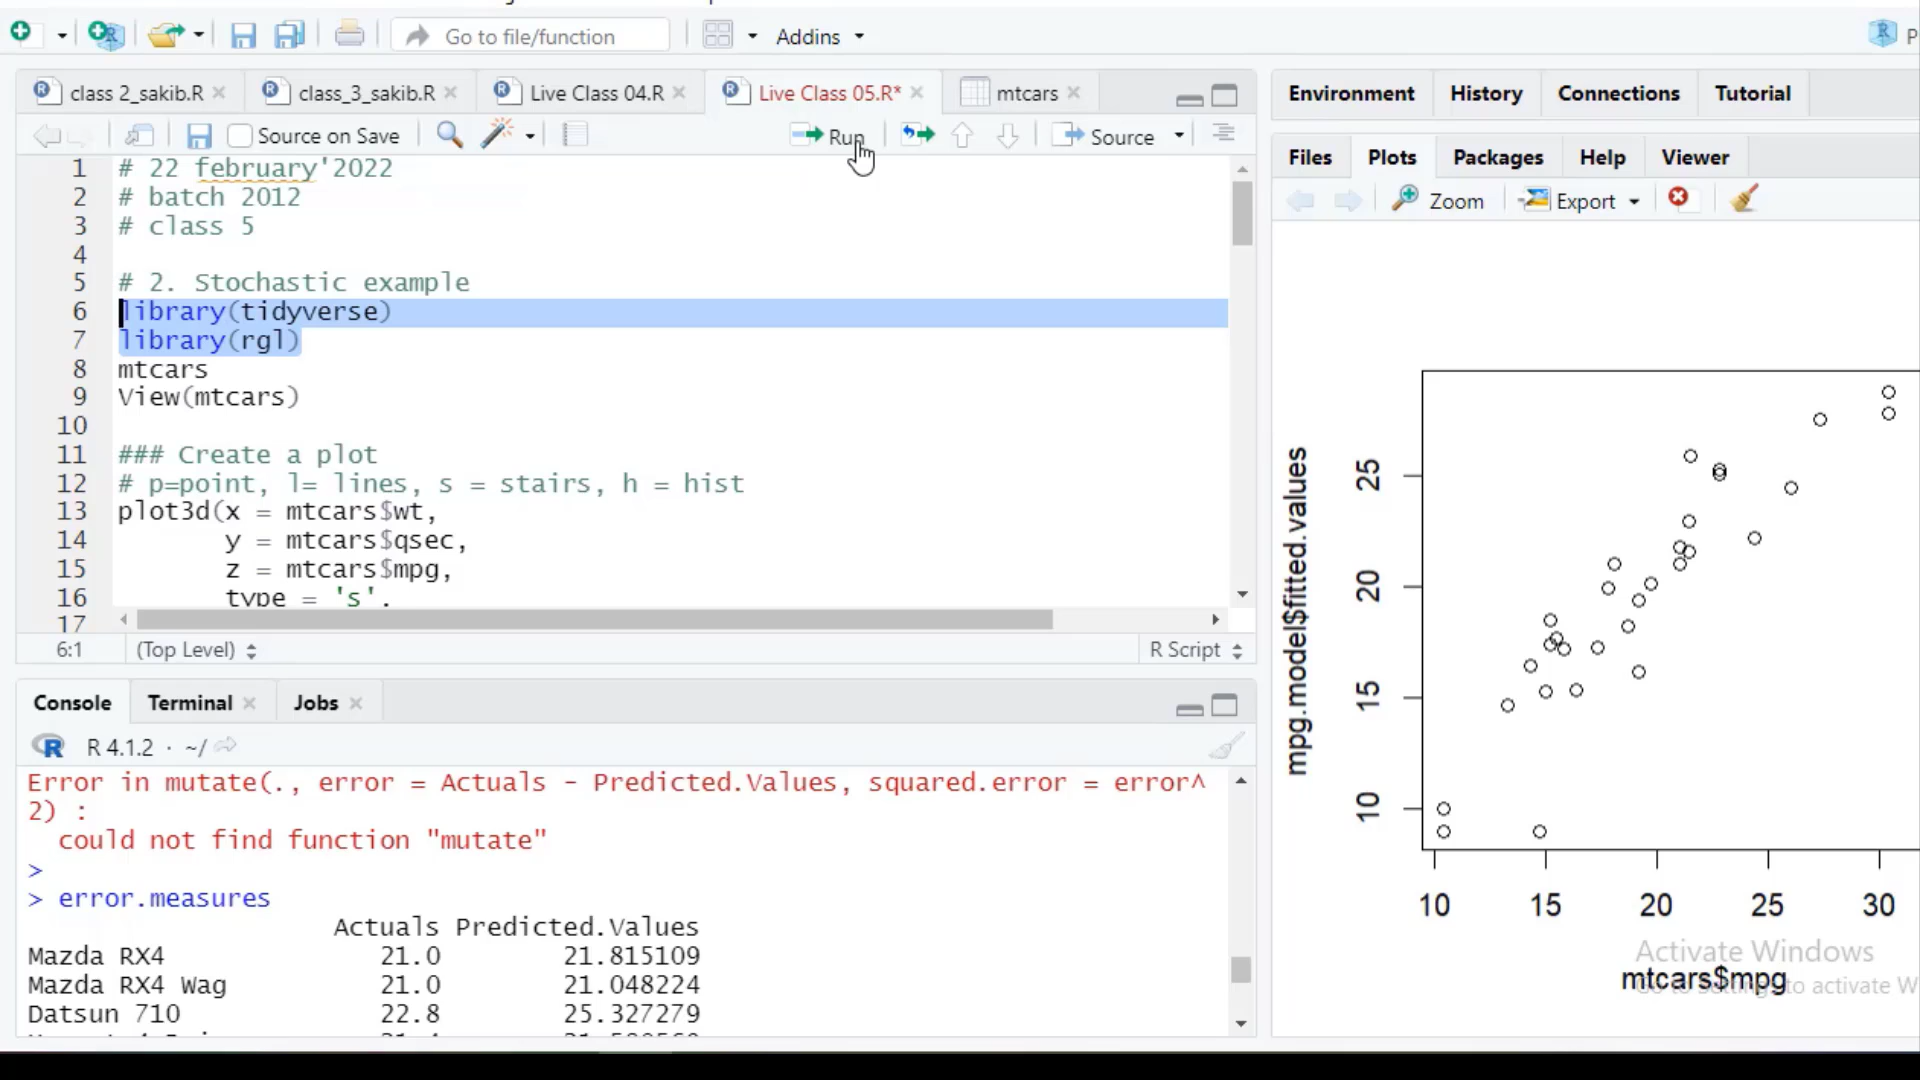 Go to file/function
Addins
P
class 2_sakib.R
class_3_sakib.R
Live Class 04.R
Live Class 05.R*
mtcars
Source on Save
Run
Source
1 # 22 february'2022
2 # batch 2012
3 # class 5
4
5 # 2. Stochastic example
6 library(tidyverse)
7 library(rgl)
8 mtcars
9 View(mtcars)
10
11 ### Create a plot
12 # p=point, l= lines, s = stairs, h = hist
13 plot3d(x = mtcars$wt,
14 y = mtcars$qsec,
15 z = mtcars$mpg,
16 type = 's',
17
6:1
(Top Level)
R Script
Console
Terminal
Jobs
R 4.1.2 · ~/
Error in mutate(., error = Actuals - Predicted.Values, squared.error = error^
2) :
could not find function "mutate"
>
> error.measures
Actuals Predicted.Values
Mazda RX4 21.0 21.815109
Mazda RX4 Wag 21.0 21.048224
Datsun 710 22.8 25.327279
Environment
History
Connections
Tutorial
Files
Plots
Packages
Help
Viewer
Zoom
Export
mpg.model$fitted.values
25
20
15
10
10 15 20 25 30
mtcars$mpg
Activate Windows
Go to Settings to activate W